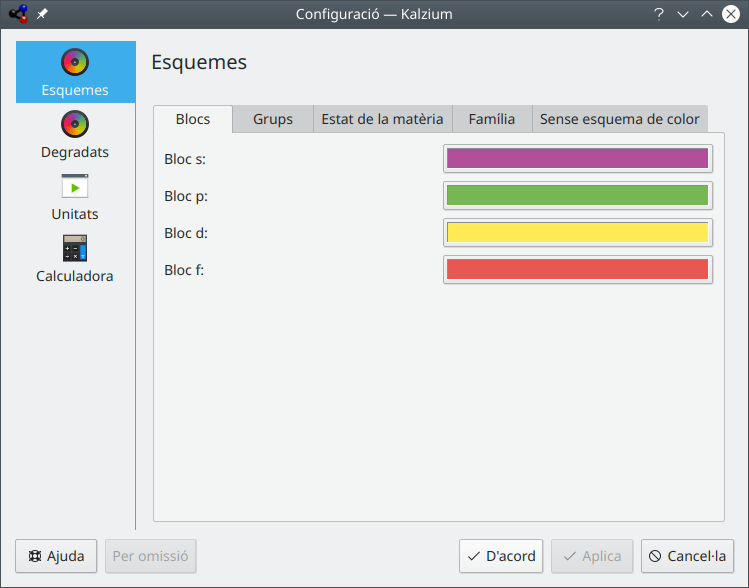 Configuració — Kalzium
Esquemes
Degradats
Unitats
Calculadora
Esquemes
Blocs
Grups
Estat de la matèria
Família
Sense esquema de color
Bloc s:
Bloc p:
Bloc d:
Bloc f:
Ajuda
Per omissió
D'acord
Aplica
Cancel·la